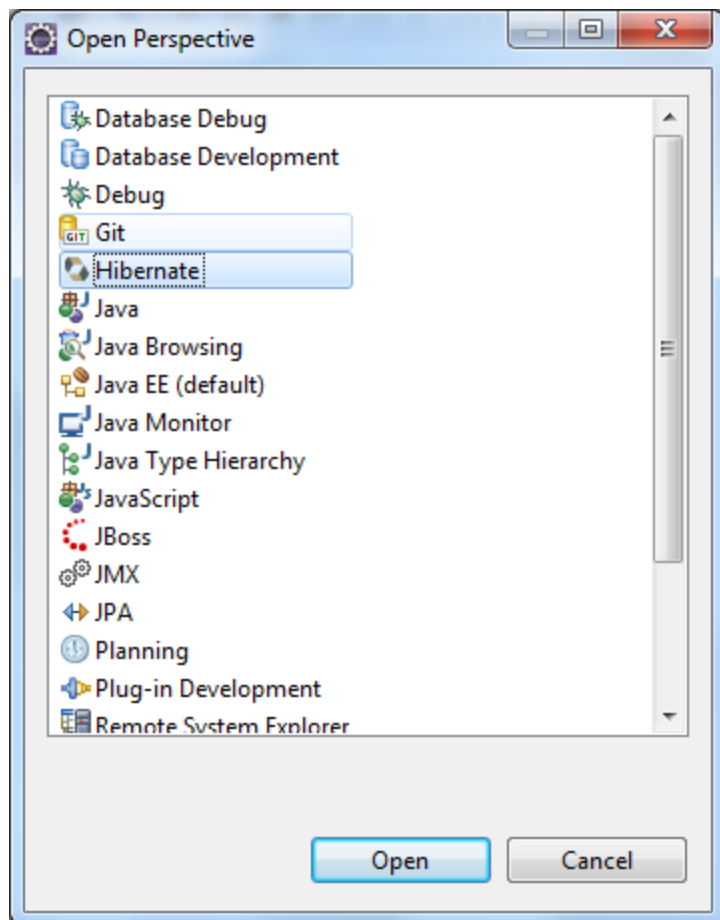 Open Perspective
Database Debug
Database Development
Debug
GIT Git
Hibernate
Java
Java Browsing
Java EE (default)
Java Monitor
Java Type Hierarchy
JavaScript
JBoss
JMX
JPA
Planning
Plug-in Development
Remote System Explorer
Open Cancel